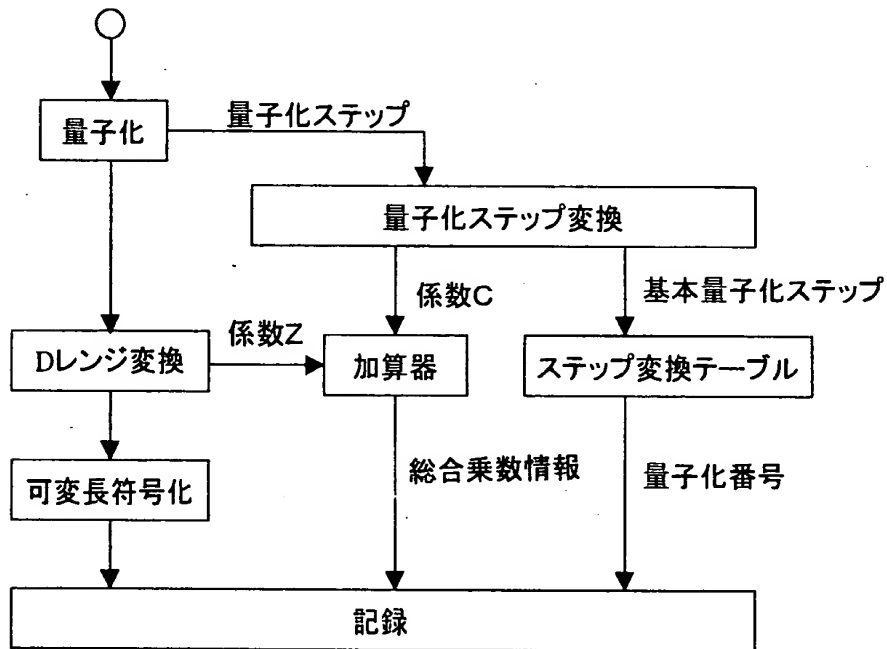 量子化
量子化ステップ
量子化ステップ変換
係数C
基本量子化ステップ
Dレンジ変換
係数Z
加算器
ステップ変換テーブル
可変長符号化
総合乗数情報
量子化番号
記録